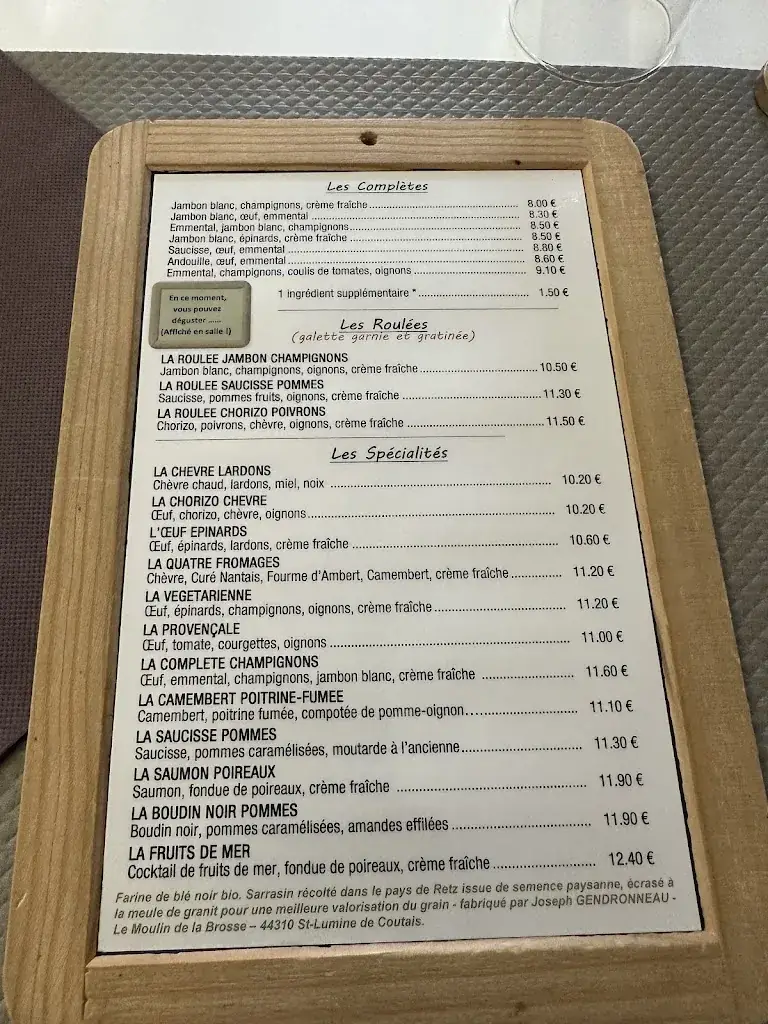 Les Complètes
Jambon blanc, champignons, crème fraîche........ 8.00 €
Jambon blanc, œuf, emmental ........ 8.30 €
Emmental, jambon blanc, champignons........ 8.50 €
Jambon blanc, épinards, crème fraîche ........ 8.50 €
Saucisse, œuf, emmental ........ 8.80 €
Andouille, œuf, emmental ........ 8.60 €
Emmental, champignons, coulis de tomates, oignons ........ 9.10 €
1 ingrédient supplémentaire *........ 1.50 €
En ce moment,
vous pouvez
déguster ......
(Affiché en salle !)
Les Roulées
(galette garnie et gratinée)
LA ROULEE JAMBON CHAMPIGNONS
Jambon blanc, champignons, oignons, crème fraîche........ 10.50 €
LA ROULEE SAUCISSE POMMES
Saucisse, pommes fruits, oignons, crème fraîche ........ 11.30 €
LA ROULEE CHORIZO POIVRONS
Chorizo, poivrons, chèvre, oignons, crème fraîche ........ 11.50 €
Les Spécialités
LA CHEVRE LARDONS
Chèvre chaud, lardons, miel, noix ........ 10.20 €
LA CHORIZO CHEVRE
Œuf, chorizo, chèvre, oignons........ 10.20 €
L'ŒUF EPINARDS
Œuf, épinards, lardons, crème fraîche ........ 10.60 €
LA QUATRE FROMAGES
Chèvre, Curé Nantais, Fourme d'Ambert, Camembert, crème fraîche........ 11.20 €
LA VEGETARIENNE
Œuf, épinards, champignons, oignons, crème fraîche ........ 11.20 €
LA PROVENÇALE
Œuf, tomate, courgettes, oignons ........ 11.00 €
LA COMPLETE CHAMPIGNONS
Œuf, emmental, champignons, jambon blanc, crème fraîche ........ 11.60 €
LA CAMEMBERT POITRINE-FUMEE
Camembert, poitrine fumée, compotée de pomme-oignon........ 11.10 €
LA SAUCISSE POMMES
Saucisse, pommes caramélisées, moutarde à l'ancienne........ 11.30 €
LA SAUMON POIREAUX
Saumon, fondue de poireaux, crème fraîche ........ 11.90 €
LA BOUDIN NOIR POMMES
Boudin noir, pommes caramélisées, amandes effilées ........ 11.90 €
LA FRUITS DE MER
Cocktail de fruits de mer, fondue de poireaux, crème fraîche ........ 12.40 €
Farine de blé noir bio. Sarrasin récolté dans le pays de Retz issue de semence paysanne, écrasé à
la meule de granit pour une meilleure valorisation du grain - fabriqué par Joseph GENDRONNEAU -
Le Moulin de la Brosse – 44310 St-Lumine de Coutais.